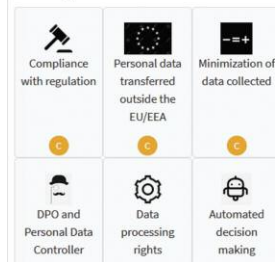 -=+
Compliance
with regulation
Personal data
transferred
outside the
EU/EEA
Minimization of
data collected
C
C
C
DPO and
Personal Data
Controller
Data
processing
rights
Automated
decision
making